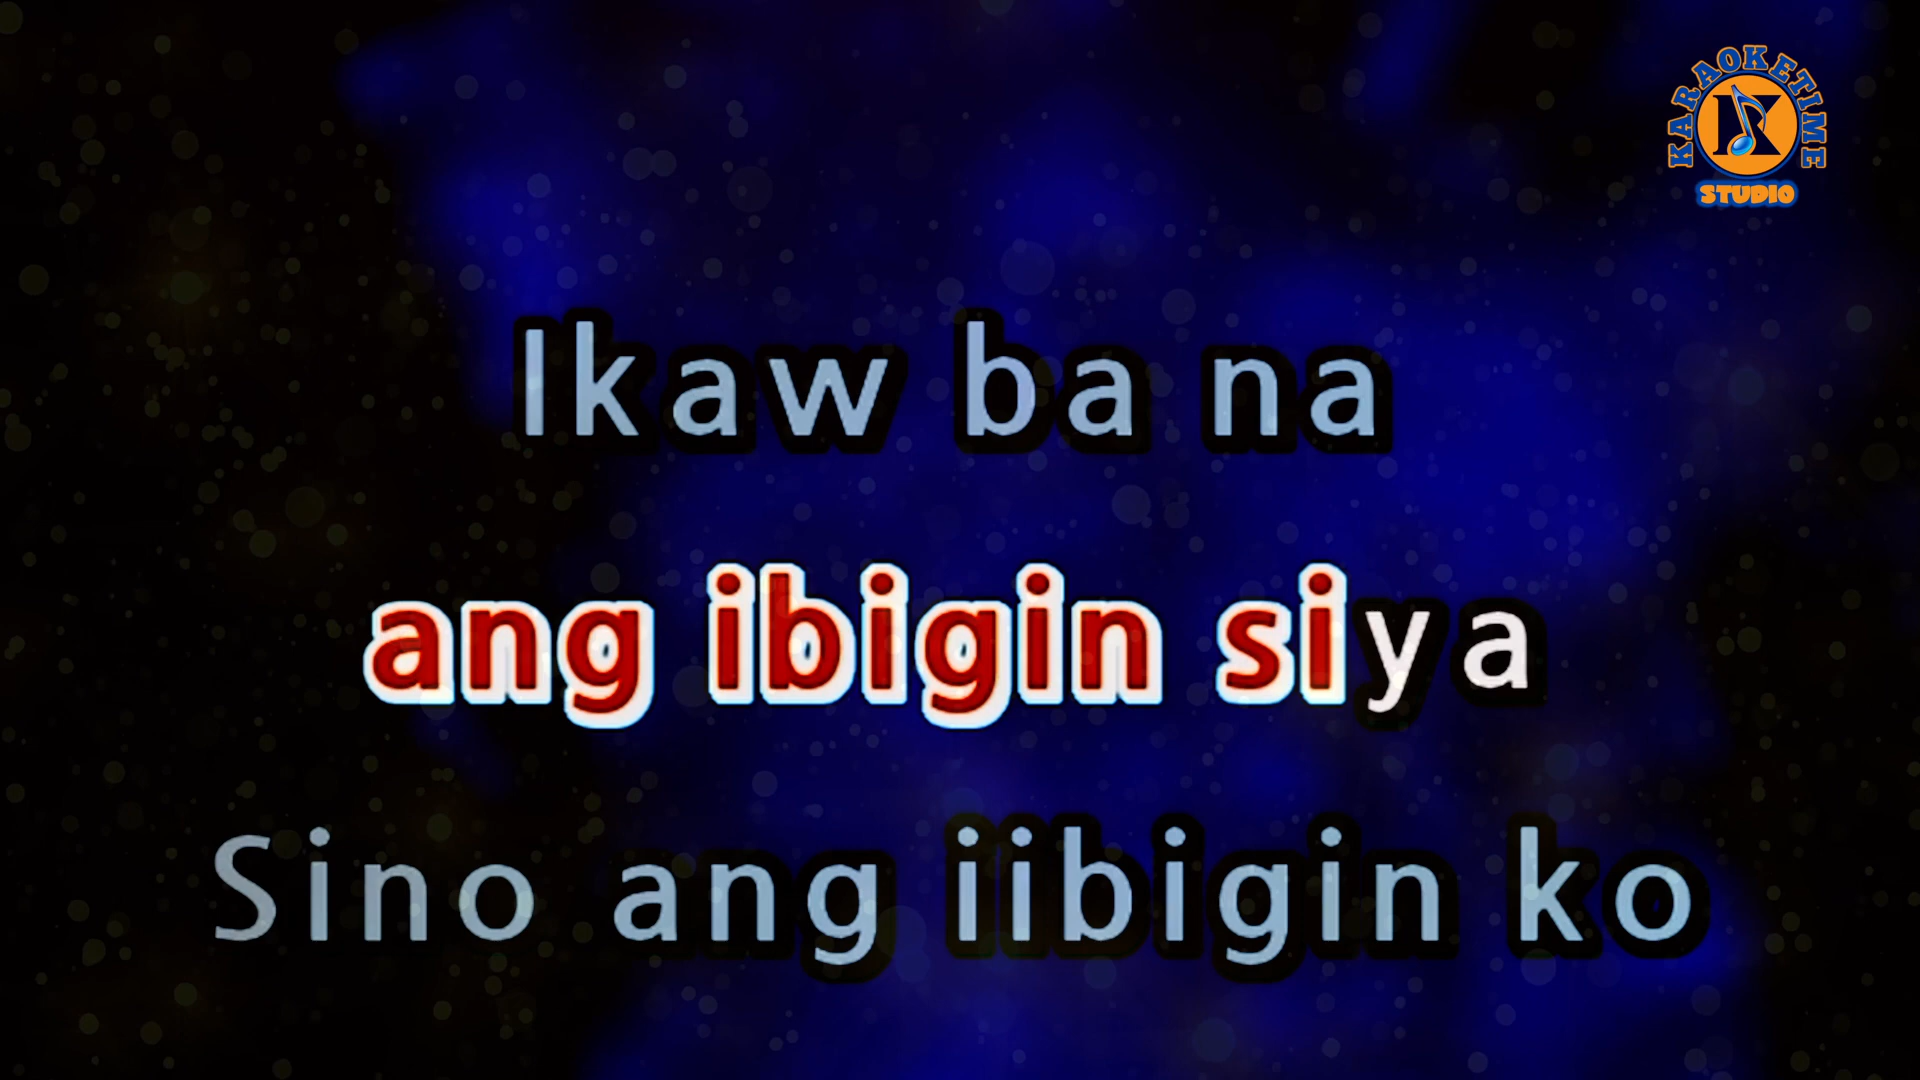 KARAOKETIME
K
STUDIO
Ikaw ba na
ang ibigin siya
Sino ang iibigin ko